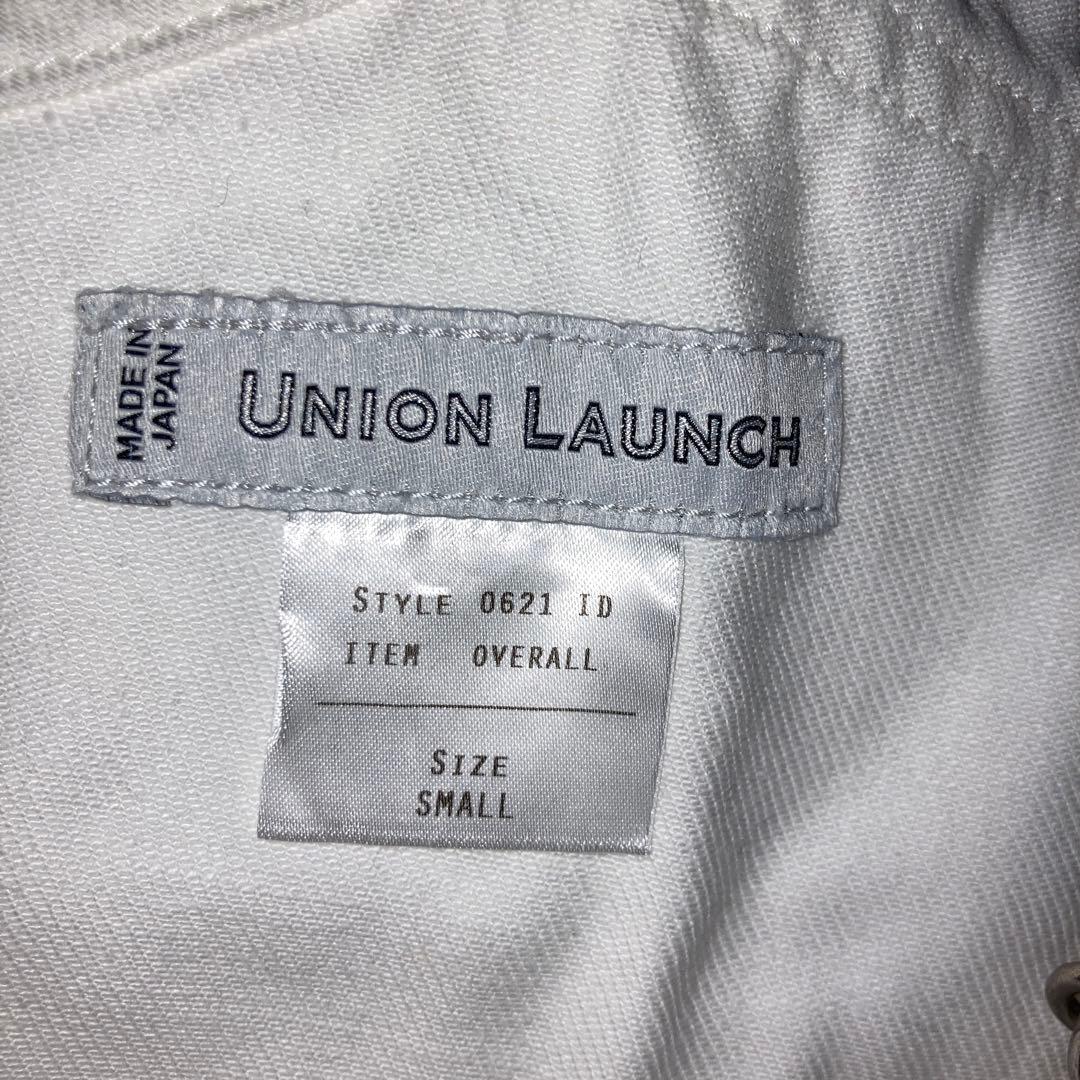 MADE IN
JAPAN
UNION LAUNCH
STYLE 0621 ID
ITEM OVERALL
SIZE
SMALL